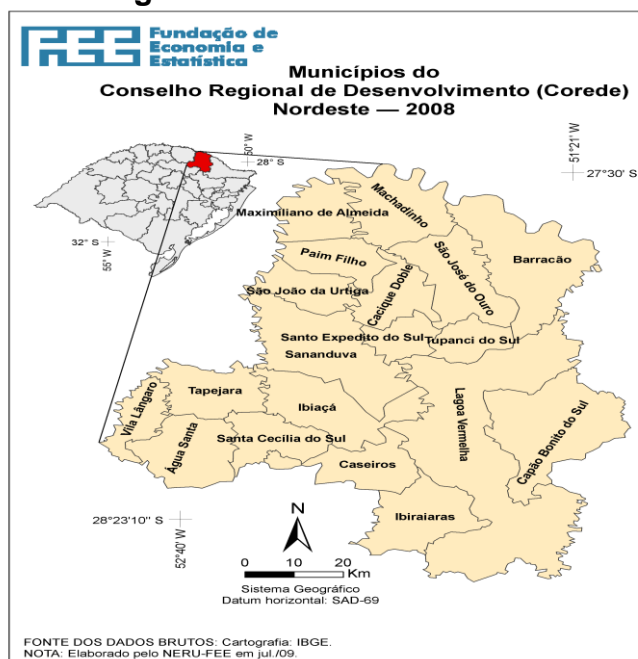 FEE Fundação de
Economia e
Estatística
Municípios do
Conselho Regional de Desenvolvimento (Corede)
Nordeste — 2008
50° W
28° S
51°21' W
27°30' S
32° S
55° W
Maximiliano de Almeida
Machadinho
Barracão
Paim Filho
São José do Ouro
Cacique Doble
São João da Urtiga
Santo Expedito do Sul
Tupanci do Sul
Sananduva
Tapejara
Vila Lângaro
Ibiaçá
Lagoa Vermelha
Capão Bonito do Sul
Água Santa
Santa Cecília do Sul
Caseiros
Ibiraiaras
28°23'10'' S
52°40' W
N
0 10 20
Km
Sistema Geográfico
Datum horizontal: SAD-69
FONTE DOS DADOS BRUTOS: Cartografia: IBGE.
NOTA: Elaborado pelo NERU-FEE em jul./09.